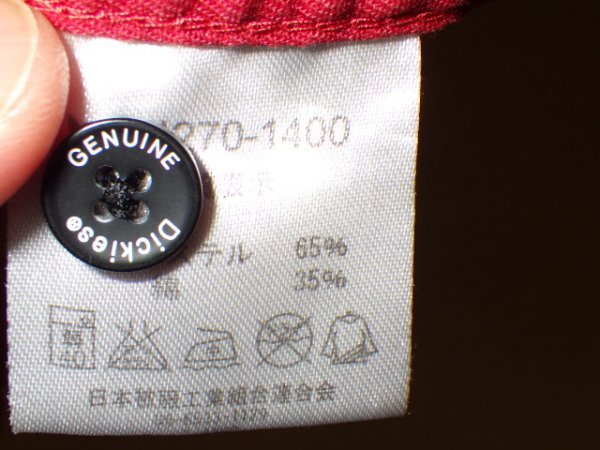 270-1400
GENUINE
Dickies®
テル 65%
綿 35%
日本被服工業組合連合会